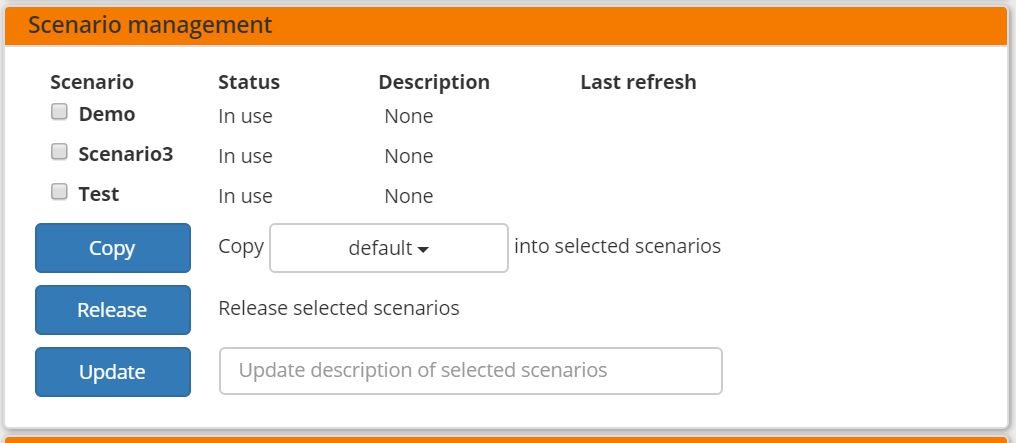 Scenario management
Scenario Status Description Last refresh
Demo In use None
Scenario3 In use None
Test In use None
Copy Copy default into selected scenarios
Release Release selected scenarios
Update Update description of selected scenarios